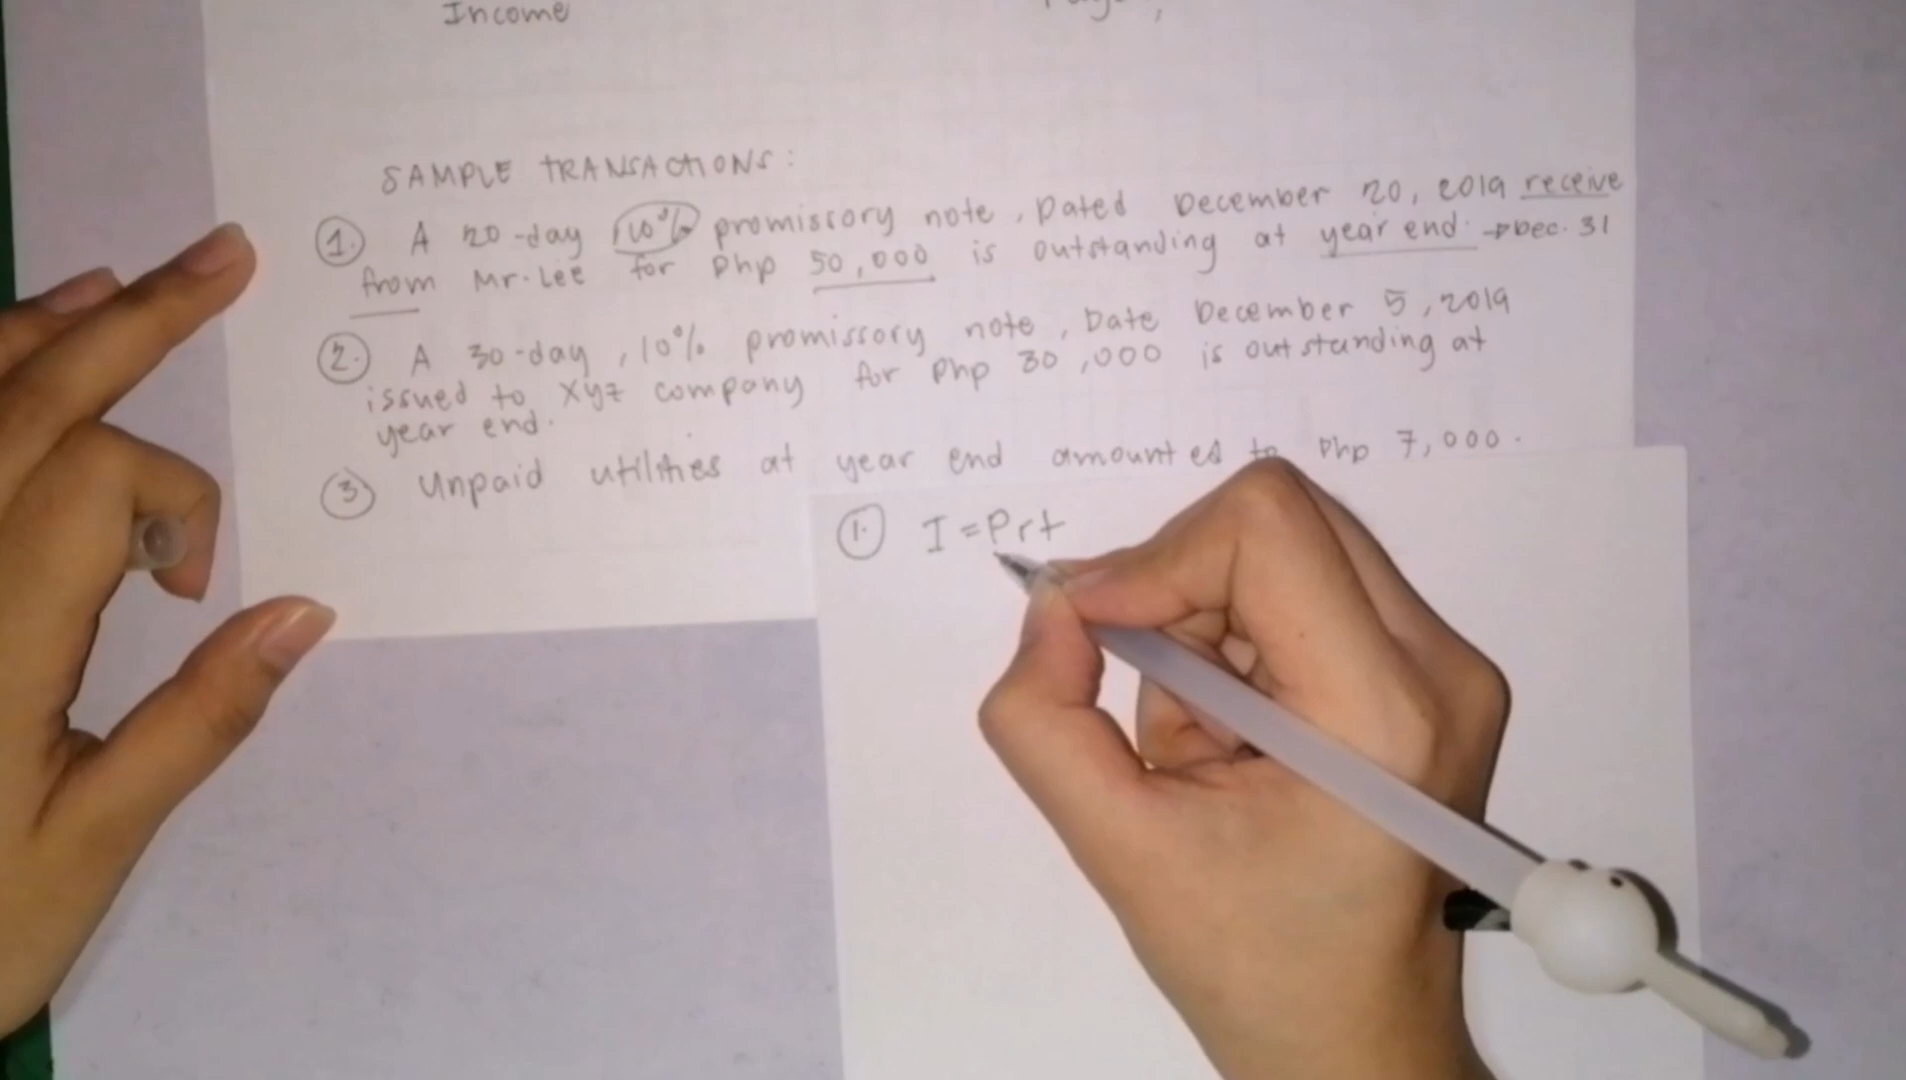 Income
SAMPLE TRANSACTIONS:
1. A 20-day, 10% promissory note, Dated December 20, 2019 receive
from Mr. Lee for Php 50,000 is outstanding at year end. → Dec. 31
2. A 30-day, 10% promissory note, Date December 5, 2019
issued to XYZ company for Php 30,000 is outstanding at
year end.
3 Unpaid utilities at year end amounted to Php 7,000.
1. I = Prt